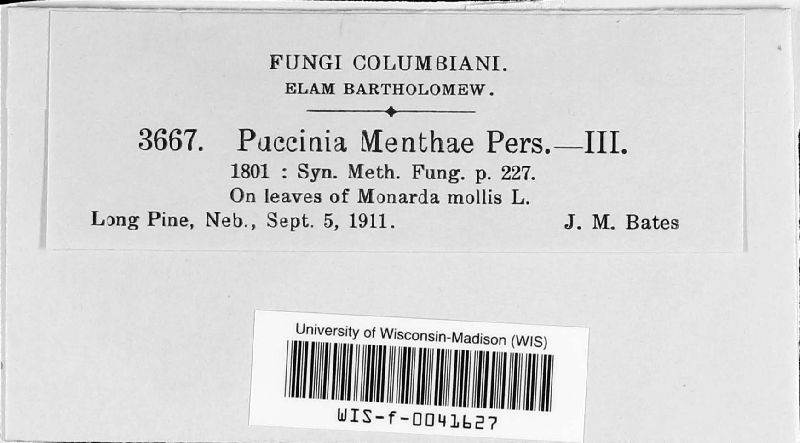 FUNGI COLUMBIANI.
ELAM BARTHOLOMEW.
3667. Puccinia Menthae Pers.—III.
1801 : Syn. Meth. Fung. p. 227.
On leaves of Monarda mollis L.
Long Pine, Neb., Sept. 5, 1911. J. M. Bates
University of Wisconsin-Madison (WIS)
WIS-f-0041627